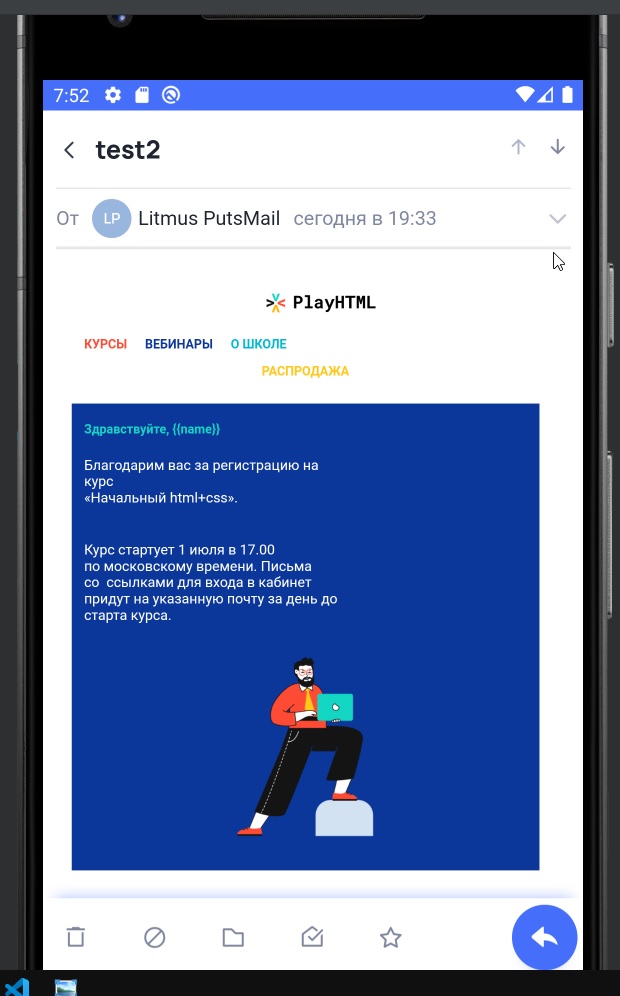 7:52
test2
От LP Litmus PutsMail сегодня в 19:33
PlayHTML
КУРСЫ ВЕБИНАРЫ О ШКОЛЕ
РАСПРОДАЖА
Здравствуйте, {{name}}
Благодарим вас за регистрацию на
курс
«Начальный html+css».
Курс стартует 1 июля в 17.00
по московскому времени. Письма
со ссылками для входа в кабинет
придут на указанную почту за день до
старта курса.